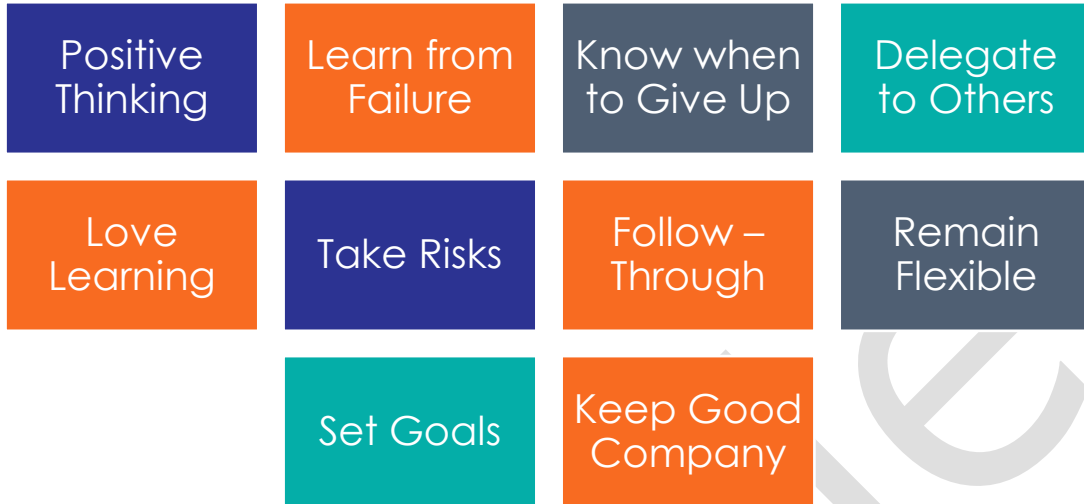 Positive
Thinking
Learn from
Failure
Know when
to Give Up
Delegate
to Others
Love
Learning
Take Risks
Follow –
Through
Remain
Flexible
Set Goals
Keep Good
Company